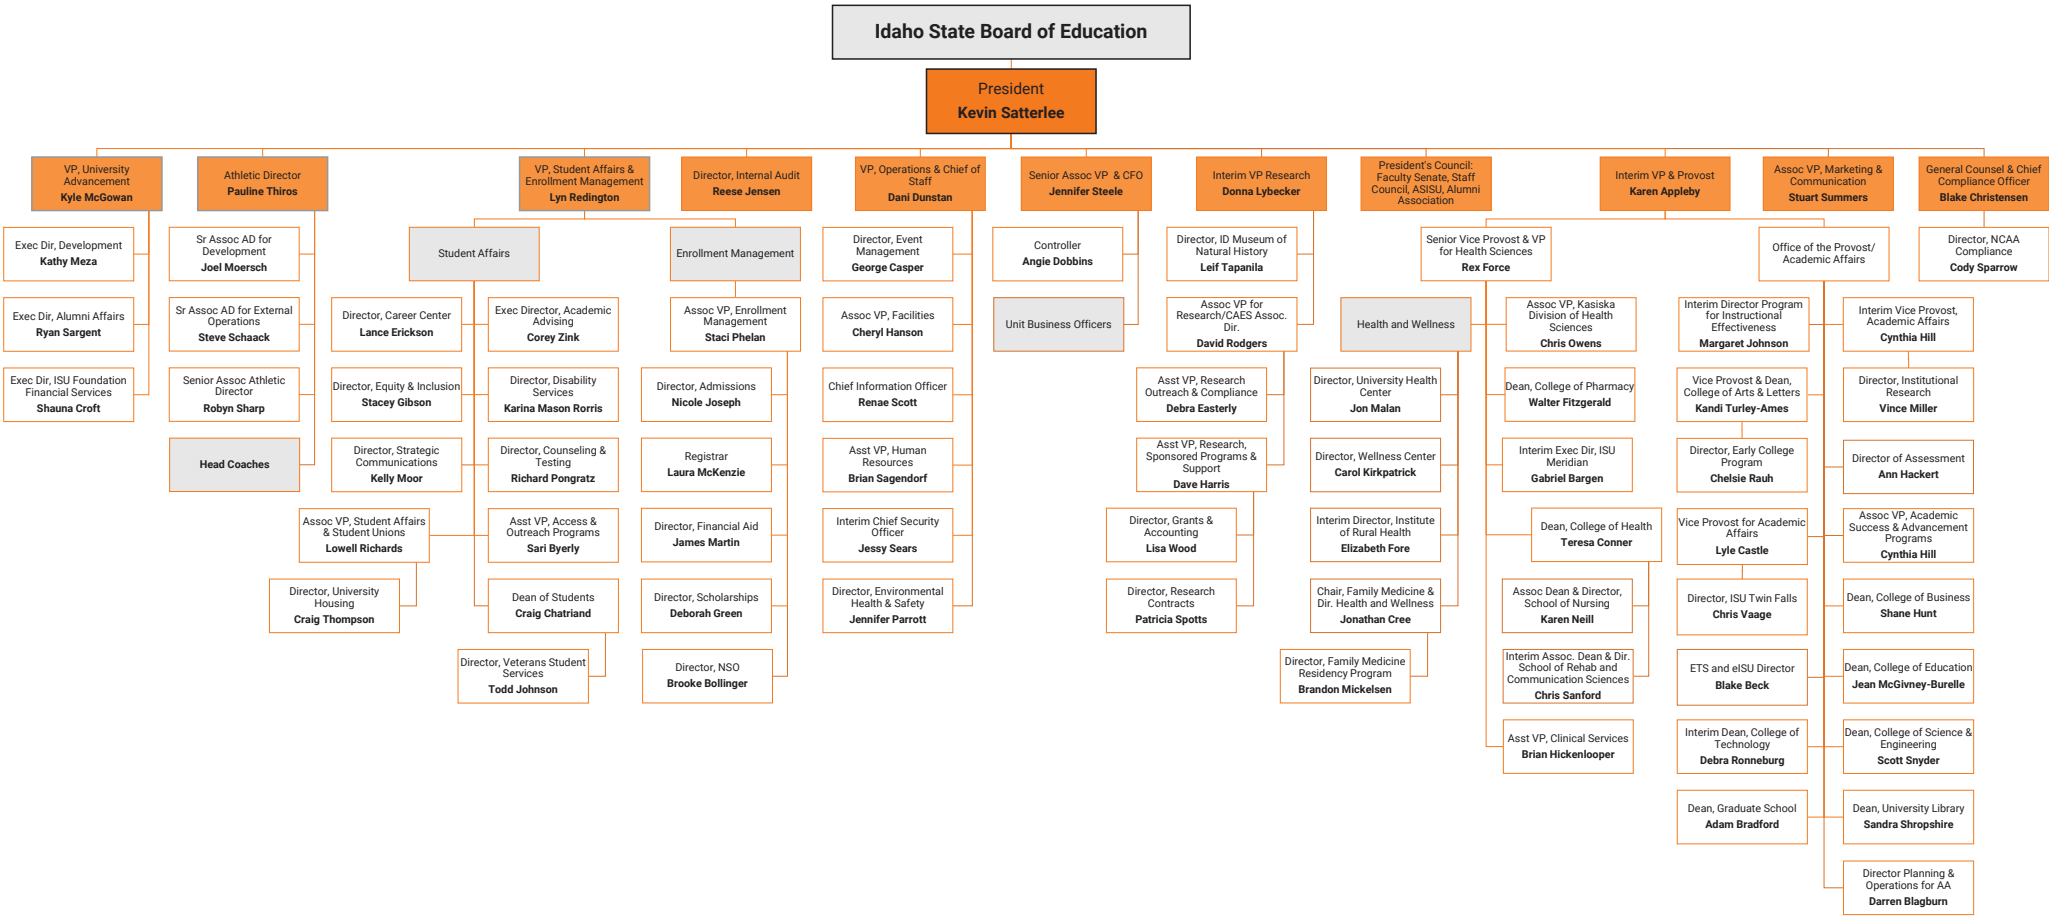 Idaho State Board of Education
President
Kevin Satterlee
VP, University
Advancement
Kyle McGowan
Athletic Director
Pauline Thiros
VP, Student Affairs &
Enrollment Management
Lyn Redington
Director, Internal Audit
Reese Jensen
VP, Operations & Chief of
Staff
Dani Dunstan
Senior Assoc VP & CFO
Jennifer Steele
Interim VP Research
Donna Lybecker
President's Council:
Faculty Senate, Staff
Council, ASISU, Alumni
Association
Interim VP & Provost
Karen Appleby
Assoc VP, Marketing &
Communication
Stuart Summers
General Counsel & Chief
Compliance Officer
Blake Christensen
Exec Dir, Development
Kathy Meza
Exec Dir, Alumni Affairs
Ryan Sargent
Exec Dir, ISU Foundation
Financial Services
Shauna Croft
Sr Assoc AD for
Development
Joel Moersch
Sr Assoc AD for External
Operations
Steve Schaack
Senior Assoc Athletic
Director
Robyn Sharp
Head Coaches
Student Affairs
Director, Career Center
Lance Erickson
Exec Director, Academic
Advising
Corey Zink
Director, Equity & Inclusion
Stacey Gibson
Director, Disability
Services
Karina Mason Rorris
Director, Strategic
Communications
Kelly Moor
Director, Counseling &
Testing
Richard Pongratz
Assoc VP, Student Affairs
& Student Unions
Lowell Richards
Asst VP, Access &
Outreach Programs
Sari Byerly
Director, University
Housing
Craig Thompson
Dean of Students
Craig Chatriand
Director, Veterans Student
Services
Todd Johnson
Enrollment Management
Assoc VP, Enrollment
Management
Staci Phelan
Director, Admissions
Nicole Joseph
Registrar
Laura McKenzie
Director, Financial Aid
James Martin
Director, Scholarships
Deborah Green
Director, NSO
Brooke Bollinger
Director, Event
Management
George Casper
Assoc VP, Facilities
Cheryl Hanson
Chief Information Officer
Renae Scott
Asst VP, Human
Resources
Brian Sagendorf
Interim Chief Security
Officer
Jessy Sears
Director, Environmental
Health & Safety
Jennifer Parrott
Controller
Angie Dobbins
Unit Business Officers
Director, ID Museum of
Natural History
Leif Tapanila
Assoc VP for
Research/CAES Assoc.
Dir.
David Rodgers
Asst VP, Research
Outreach & Compliance
Debra Easterly
Asst VP, Research,
Sponsored Programs &
Support
Dave Harris
Director, Grants &
Accounting
Lisa Wood
Director, Research
Contracts
Patricia Spotts
Senior Vice Provost & VP
for Health Sciences
Rex Force
Health and Wellness
Assoc VP, Kasiska
Division of Health
Sciences
Chris Owens
Director, University Health
Center
Jon Malan
Dean, College of Pharmacy
Walter Fitzgerald
Director, Wellness Center
Carol Kirkpatrick
Interim Exec Dir, ISU
Meridian
Gabriel Bargen
Interim Director, Institute
of Rural Health
Elizabeth Fore
Dean, College of Health
Teresa Conner
Chair, Family Medicine &
Dir. Health and Wellness
Jonathan Cree
Assoc Dean & Director,
School of Nursing
Karen Neill
Director, Family Medicine
Residency Program
Brandon Mickelsen
Interim Assoc. Dean & Dir.
School of Rehab and
Communication Sciences
Chris Sanford
Asst VP, Clinical Services
Brian Hickenlooper
Office of the Provost/
Academic Affairs
Interim Director Program
for Instructional
Effectiveness
Margaret Johnson
Interim Vice Provost,
Academic Affairs
Cynthia Hill
Vice Provost & Dean,
College of Arts & Letters
Kandi Turley-Ames
Director, Institutional
Research
Vince Miller
Director, Early College
Program
Chelsie Rauh
Director of Assessment
Ann Hackert
Vice Provost for Academic
Affairs
Lyle Castle
Assoc VP, Academic
Success & Advancement
Programs
Cynthia Hill
Director, ISU Twin Falls
Chris Vaage
Dean, College of Business
Shane Hunt
ETS and eISU Director
Blake Beck
Dean, College of Education
Jean McGivney-Burelle
Interim Dean, College of
Technology
Debra Ronneburg
Dean, College of Science &
Engineering
Scott Snyder
Dean, Graduate School
Adam Bradford
Dean, University Library
Sandra Shropshire
Director Planning &
Operations for AA
Darren Blagburn
Director, NCAA
Compliance
Cody Sparrow